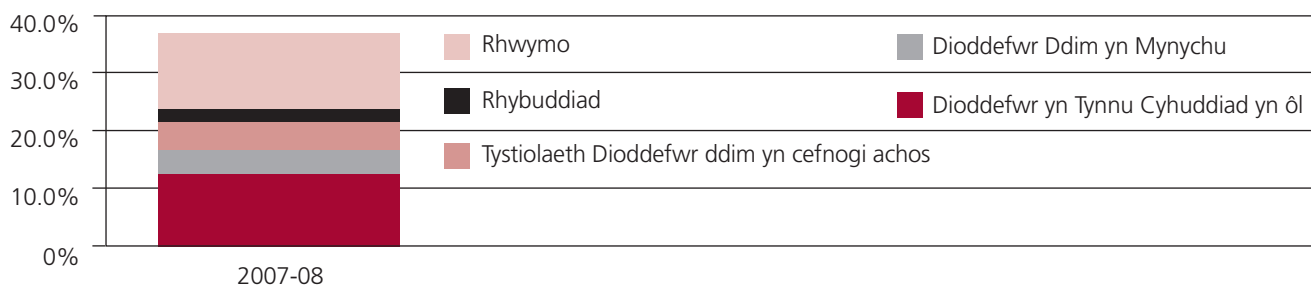 40.0%
30.0%
20.0%
10.0%
0%
2007-08
Rhwymo
Rhybuddiad
Tystiolaeth Dioddefwr ddim yn cefnogi achos
Dioddefwr Ddim yn Mynychu
Dioddefwr yn Tynnu Cyhuddiad yn ôl